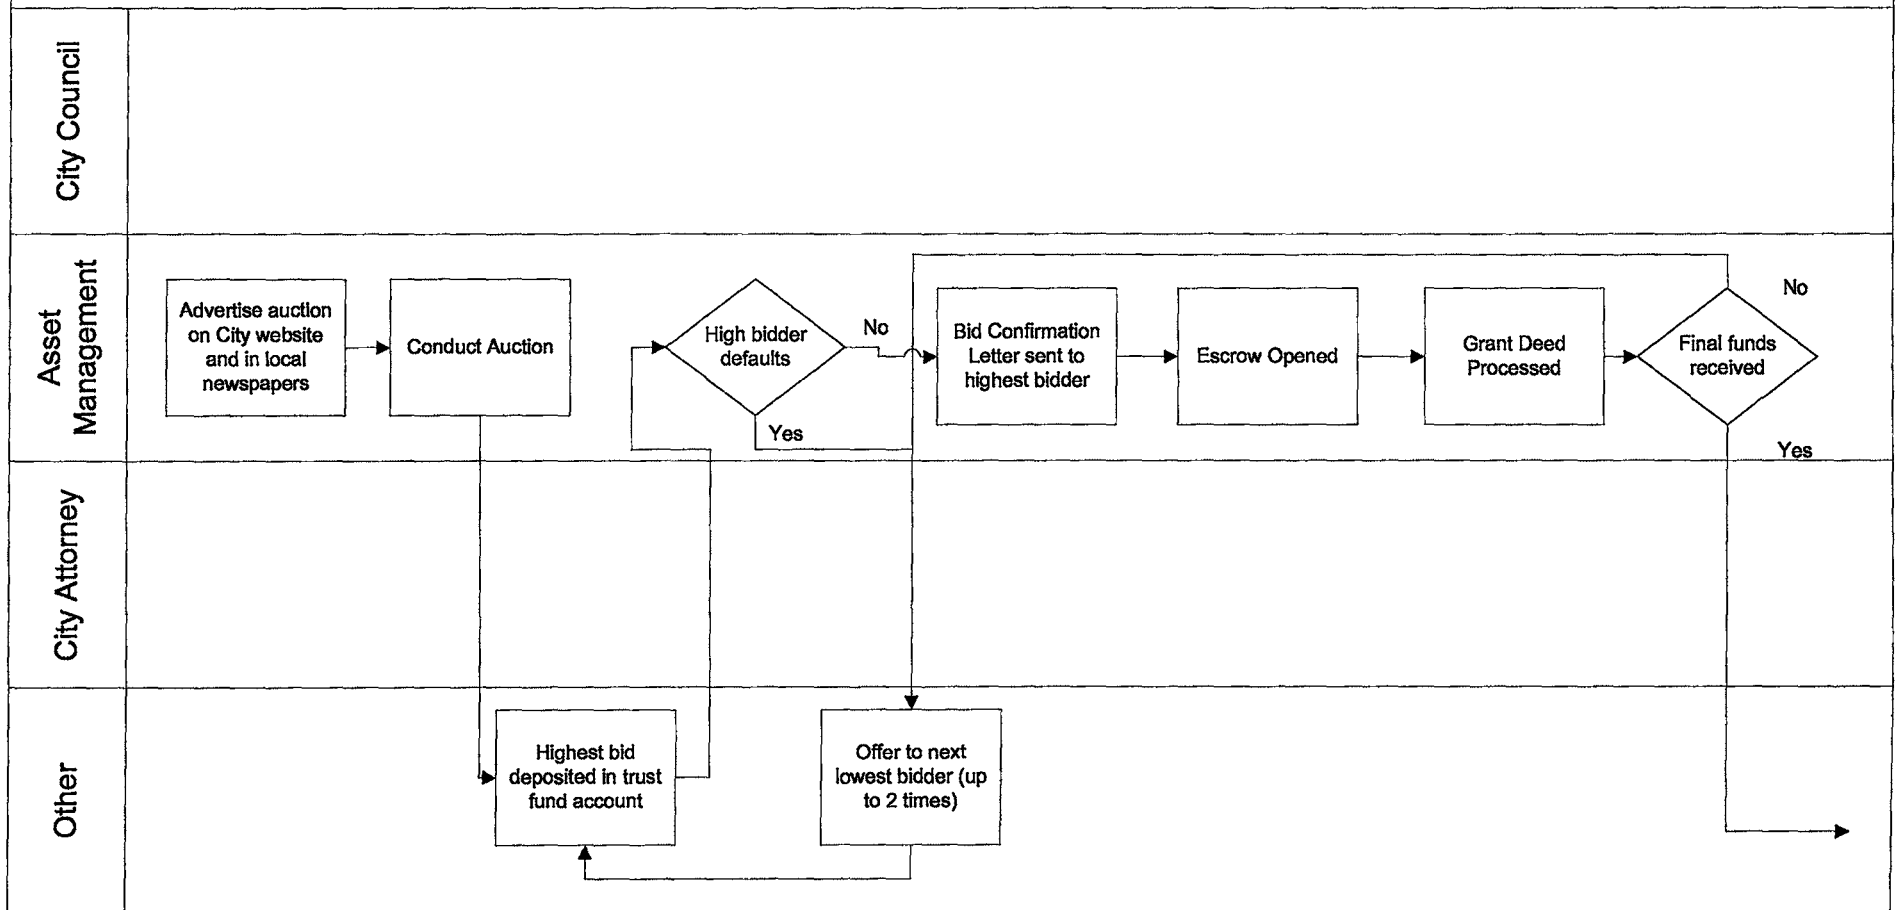 City Council
Asset
Management
Advertise auction
on City website
and in local
newspapers
Conduct Auction
High bidder
defaults
No
Yes
Bid Confirmation
Letter sent to
highest bidder
Escrow Opened
Grant Deed
Processed
Final funds
received
No
Yes
City Attorney
Other
Highest bid
deposited in trust
fund account
Offer to next
lowest bidder (up
to 2 times)